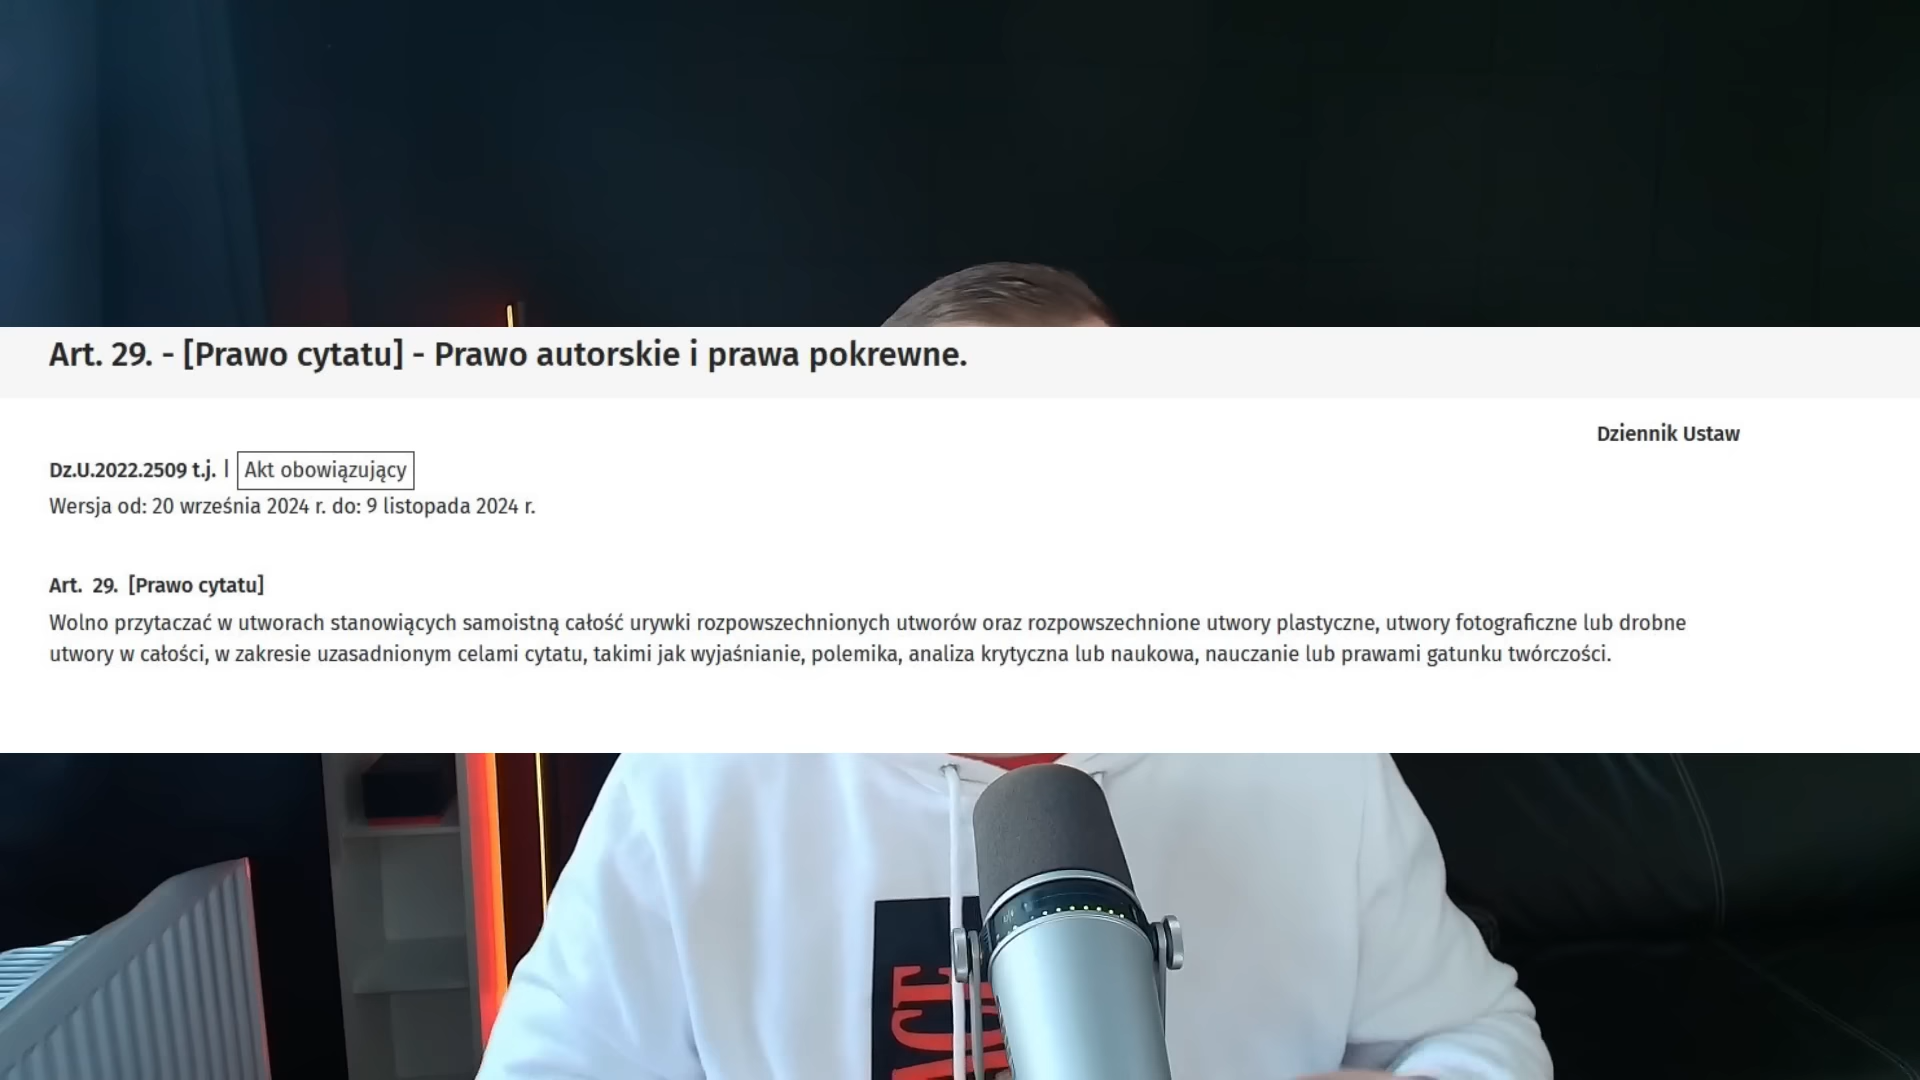 Art. 29. - [Prawo cytatu] - Prawo autorskie i prawa pokrewne.
Dziennik Ustaw
Dz.U.2022.2509 t.j. | Akt obowiązujący
Wersja od: 20 września 2024 r. do: 9 listopada 2024 r.
Art. 29. [Prawo cytatu]
Wolno przytaczać w utworach stanowiących samoistną całość urywki rozpowszechnionych utworów oraz rozpowszechnione utwory plastyczne, utwory fotograficzne lub drobne
utwory w całości, w zakresie uzasadnionym celami cytatu, takimi jak wyjaśnianie, polemika, analiza krytyczna lub naukowa, nauczanie lub prawami gatunku twórczości.